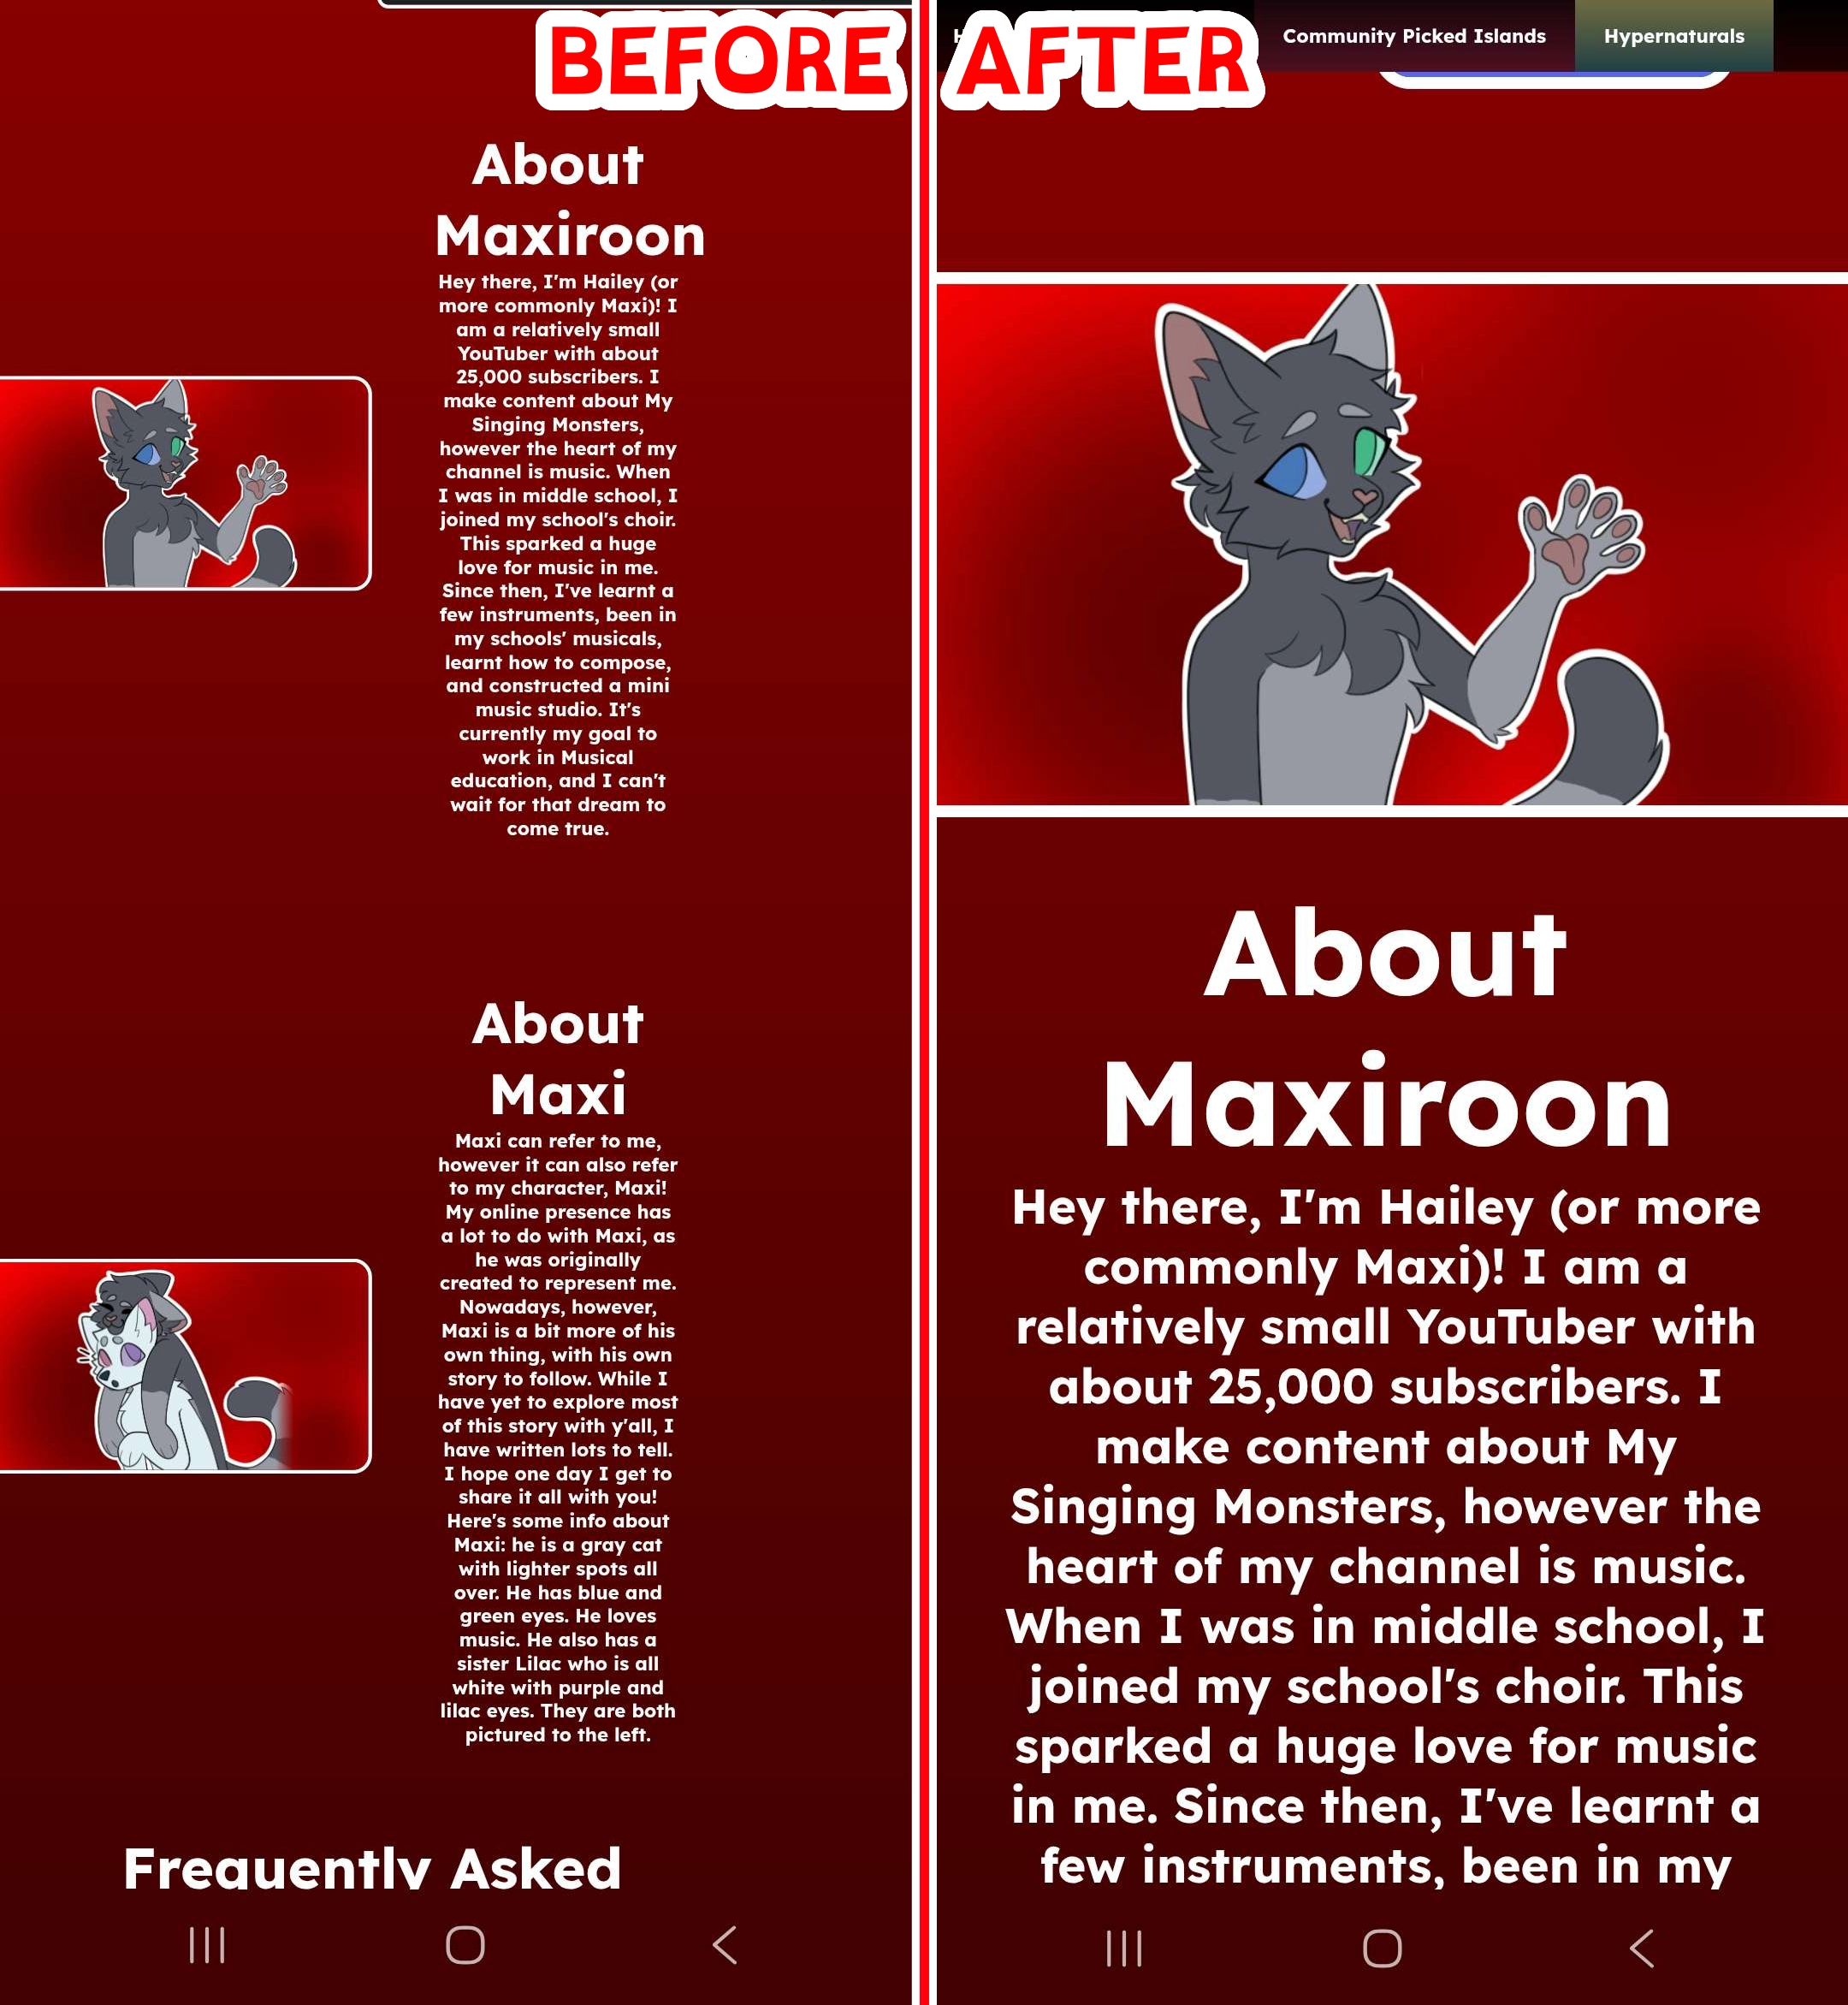 BEFORE
About
Maxiroon
Hey there, I'm Hailey (or
more commonly Maxi)! I
am a relatively small
YouTuber with about
25,000 subscribers. I
make content about My
Singing Monsters,
however the heart of my
channel is music. When
I was in middle school, I
joined my school's choir.
This sparked a huge
love for music in me.
Since then, I've learnt a
few instruments, been in
my schools' musicals,
learnt how to compose,
and constructed a mini
music studio. It's
currently my goal to
work in Musical
education, and I can't
wait for that dream to
come true.
About
Maxi
Maxi can refer to me,
however it can also refer
to my character, Maxi!
My online presence has
a lot to do with Maxi, as
he was originally
created to represent me.
Nowadays, however,
Maxi is a bit more of his
own thing, with his own
story to follow. While I
have yet to explore most
of this story with y'all, I
have written lots to tell.
I hope one day I get to
share it all with you!
Here's some info about
Maxi: he is a gray cat
with lighter spots all
over. He has blue and
green eyes. He loves
music. He also has a
sister Lilac who is all
white with purple and
lilac eyes. They are both
pictured to the left.
Frequently Asked
AFTER
Community Picked Islands
Hypernaturals
About
Maxiroon
Hey there, I'm Hailey (or more
commonly Maxi)! I am a
relatively small YouTuber with
about 25,000 subscribers. I
make content about My
Singing Monsters, however the
heart of my channel is music.
When I was in middle school, I
joined my school's choir. This
sparked a huge love for music
in me. Since then, I've learnt a
few instruments, been in my